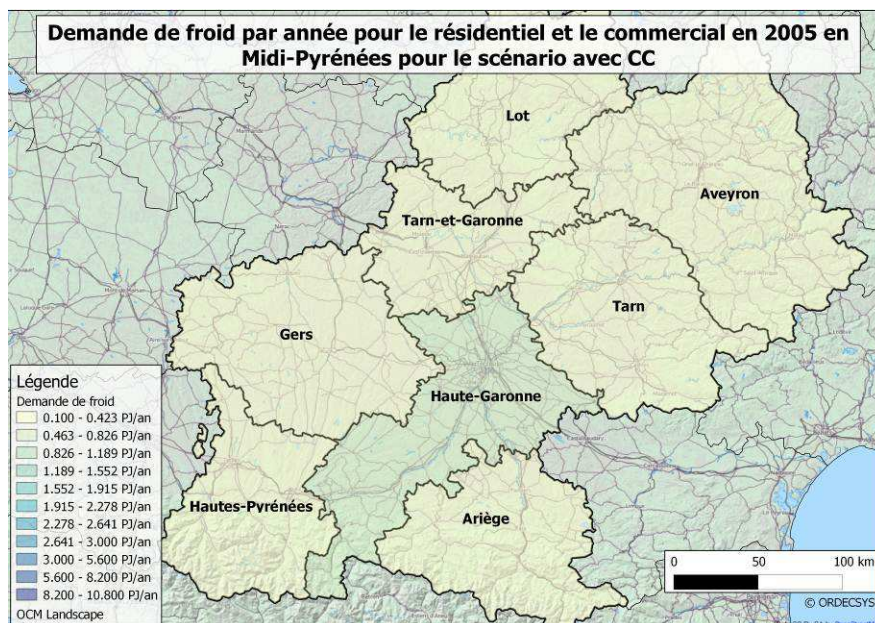 Demande de froid par année pour le résidentiel et le commercial en 2005 en
Midi-Pyrénées pour le scénario avec CC
Lot
Aveyron
Tarn-et-Garonne
Tarn
Gers
Haute-Garonne
Hautes-Pyrénées
Ariège
Légende
Demande de froid
0.100 - 0.423 PJ/an
0.463 - 0.826 PJ/an
0.826 - 1.189 PJ/an
1.189 - 1.552 PJ/an
1.552 - 1.915 PJ/an
1.915 - 2.278 PJ/an
2.278 - 2.641 PJ/an
2.641 - 3.000 PJ/an
3.000 - 5.600 PJ/an
5.600 - 8.200 PJ/an
8.200 - 10.800 PJ/an
OCM Landscape
0 50 100 km
© ORDECSYS